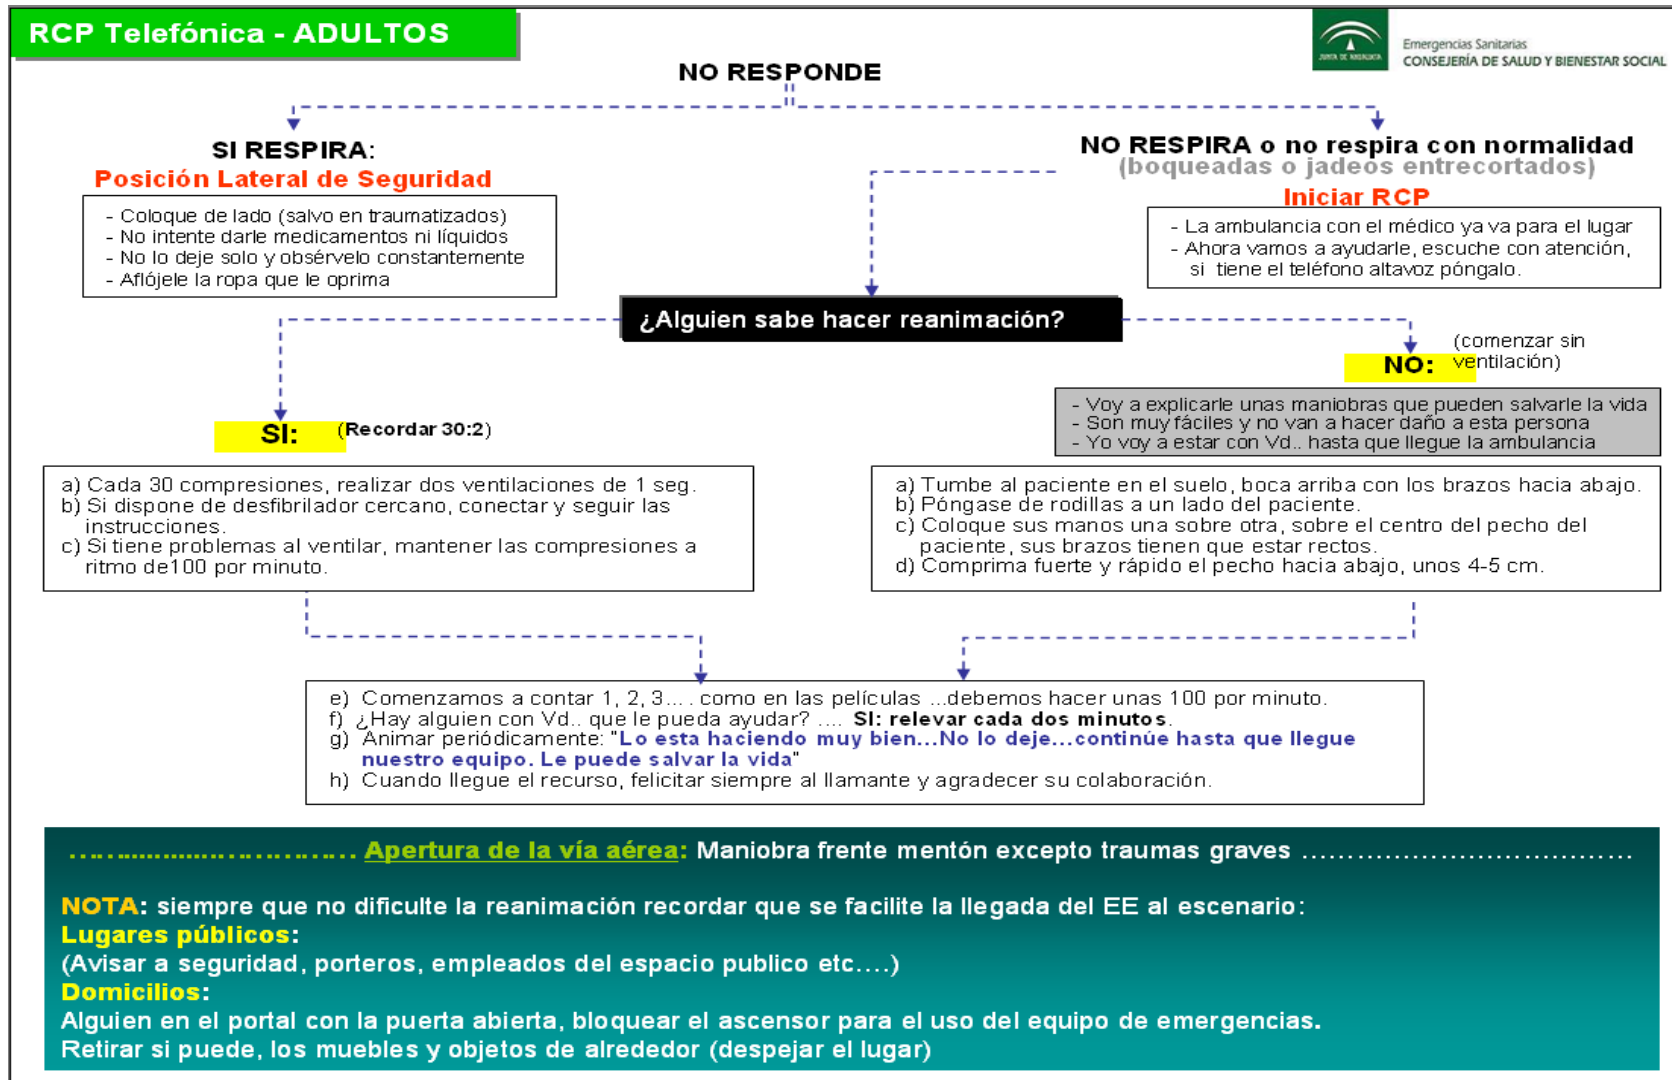 RCP Telefónica - ADULTOS
JUNTA DE ANDALUCIA
Emergencias Sanitarias
CONSEJERÍA DE SALUD Y BIENESTAR SOCIAL
NO RESPONDE
SI RESPIRA:
Posición Lateral de Seguridad
- Coloque de lado (salvo en traumatizados)
- No intente darle medicamentos ni líquidos
- No lo deje solo y obsérvelo constantemente
- Aflójele la ropa que le oprima
NO RESPIRA o no respira con normalidad
(boqueadas o jadeos entrecortados)
Iniciar RCP
- La ambulancia con el médico ya va para el lugar
- Ahora vamos a ayudarle, escuche con atención,
si tiene el teléfono altavoz póngalo.
¿Alguien sabe hacer reanimación?
SI: (Recordar 30:2)
a) Cada 30 compresiones, realizar dos ventilaciones de 1 seg.
b) Si dispone de desfibrilador cercano, conectar y seguir las
instrucciones.
c) Si tiene problemas al ventilar, mantener las compresiones a
ritmo de100 por minuto.
(comenzar sin
NO: ventilación)
- Voy a explicarle unas maniobras que pueden salvarle la vida
- Son muy fáciles y no van a hacer daño a esta persona
- Yo voy a estar con Vd.. hasta que llegue la ambulancia
a) Tumbe al paciente en el suelo, boca arriba con los brazos hacia abajo.
b) Póngase de rodillas a un lado del paciente.
c) Coloque sus manos una sobre otra, sobre el centro del pecho del
paciente, sus brazos tienen que estar rectos.
d) Comprima fuerte y rápido el pecho hacia abajo, unos 4-5 cm.
e) Comenzamos a contar 1, 2, 3.... como en las películas ...debemos hacer unas 100 por minuto.
f) ¿Hay alguien con Vd.. que le pueda ayudar? .... SI: relevar cada dos minutos.
g) Animar periódicamente: "Lo esta haciendo muy bien...No lo deje...continúe hasta que llegue
nuestro equipo. Le puede salvar la vida"
h) Cuando llegue el recurso, felicitar siempre al llamante y agradecer su colaboración.
................................ Apertura de la vía aérea: Maniobra frente mentón excepto traumas graves ....................................
NOTA: siempre que no dificulte la reanimación recordar que se facilite la llegada del EE al escenario:
Lugares públicos:
(Avisar a seguridad, porteros, empleados del espacio publico etc....)
Domicilios:
Alguien en el portal con la puerta abierta, bloquear el ascensor para el uso del equipo de emergencias.
Retirar si puede, los muebles y objetos de alrededor (despejar el lugar)